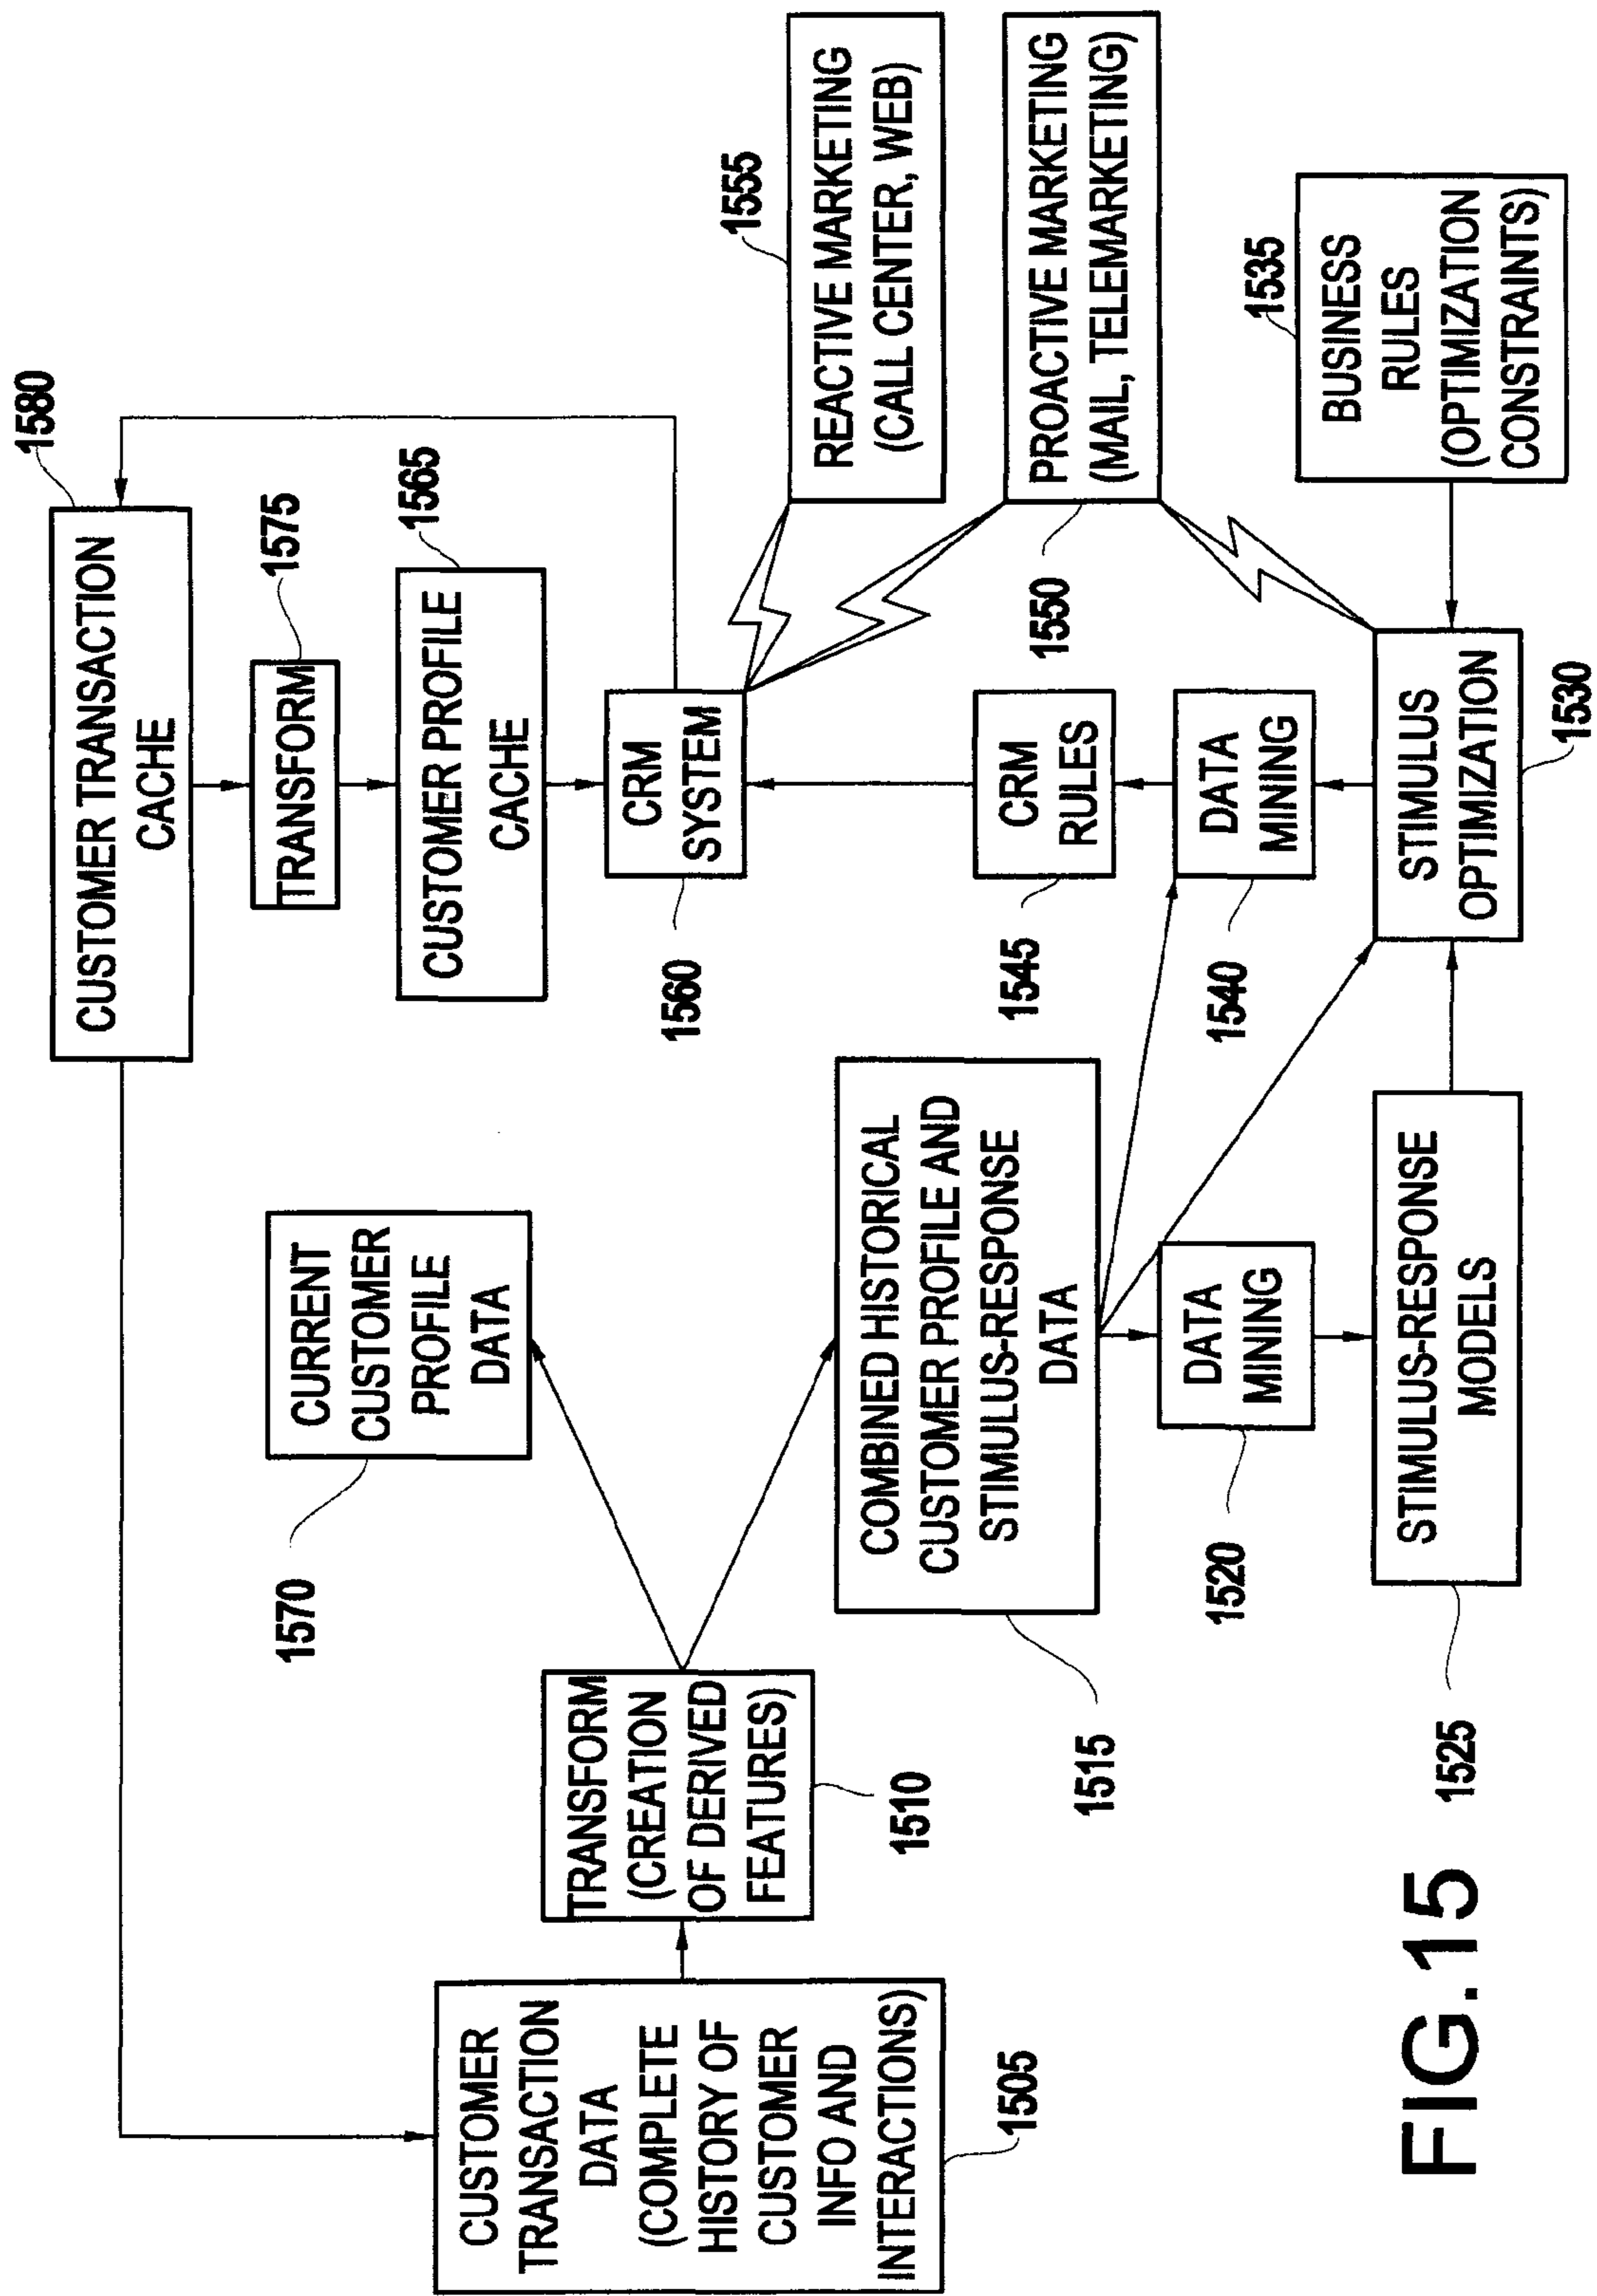 1580
CUSTOMER TRANSACTION
CACHE
1575
TRANSFORM
1565
CUSTOMER PROFILE
CACHE
1560
CRM
SYSTEM
1555
REACTIVE MARKETING
(CALL CENTER, WEB)
1550
PROACTIVE MARKETING
(MAIL, TELEMARKETING)
1545
CRM
RULES
1540
DATA
MINING
1535
BUSINESS
RULES
(OPTIMIZATION
CONSTRAINTS)
STIMULUS
OPTIMIZATION
1530
1570
CURRENT
CUSTOMER
PROFILE
DATA
CUSTOMER
TRANSACTION
DATA
(COMPLETE
HISTORY OF
CUSTOMER
INFO AND
INTERACTIONS)
1505
TRANSFORM
(CREATION
OF DERIVED
FEATURES)
1510
COMBINED HISTORICAL
CUSTOMER PROFILE AND
STIMULUS-RESPONSE
DATA
1515
DATA
MINING
1520
STIMULUS-RESPONSE
MODELS
1525
FIG.15